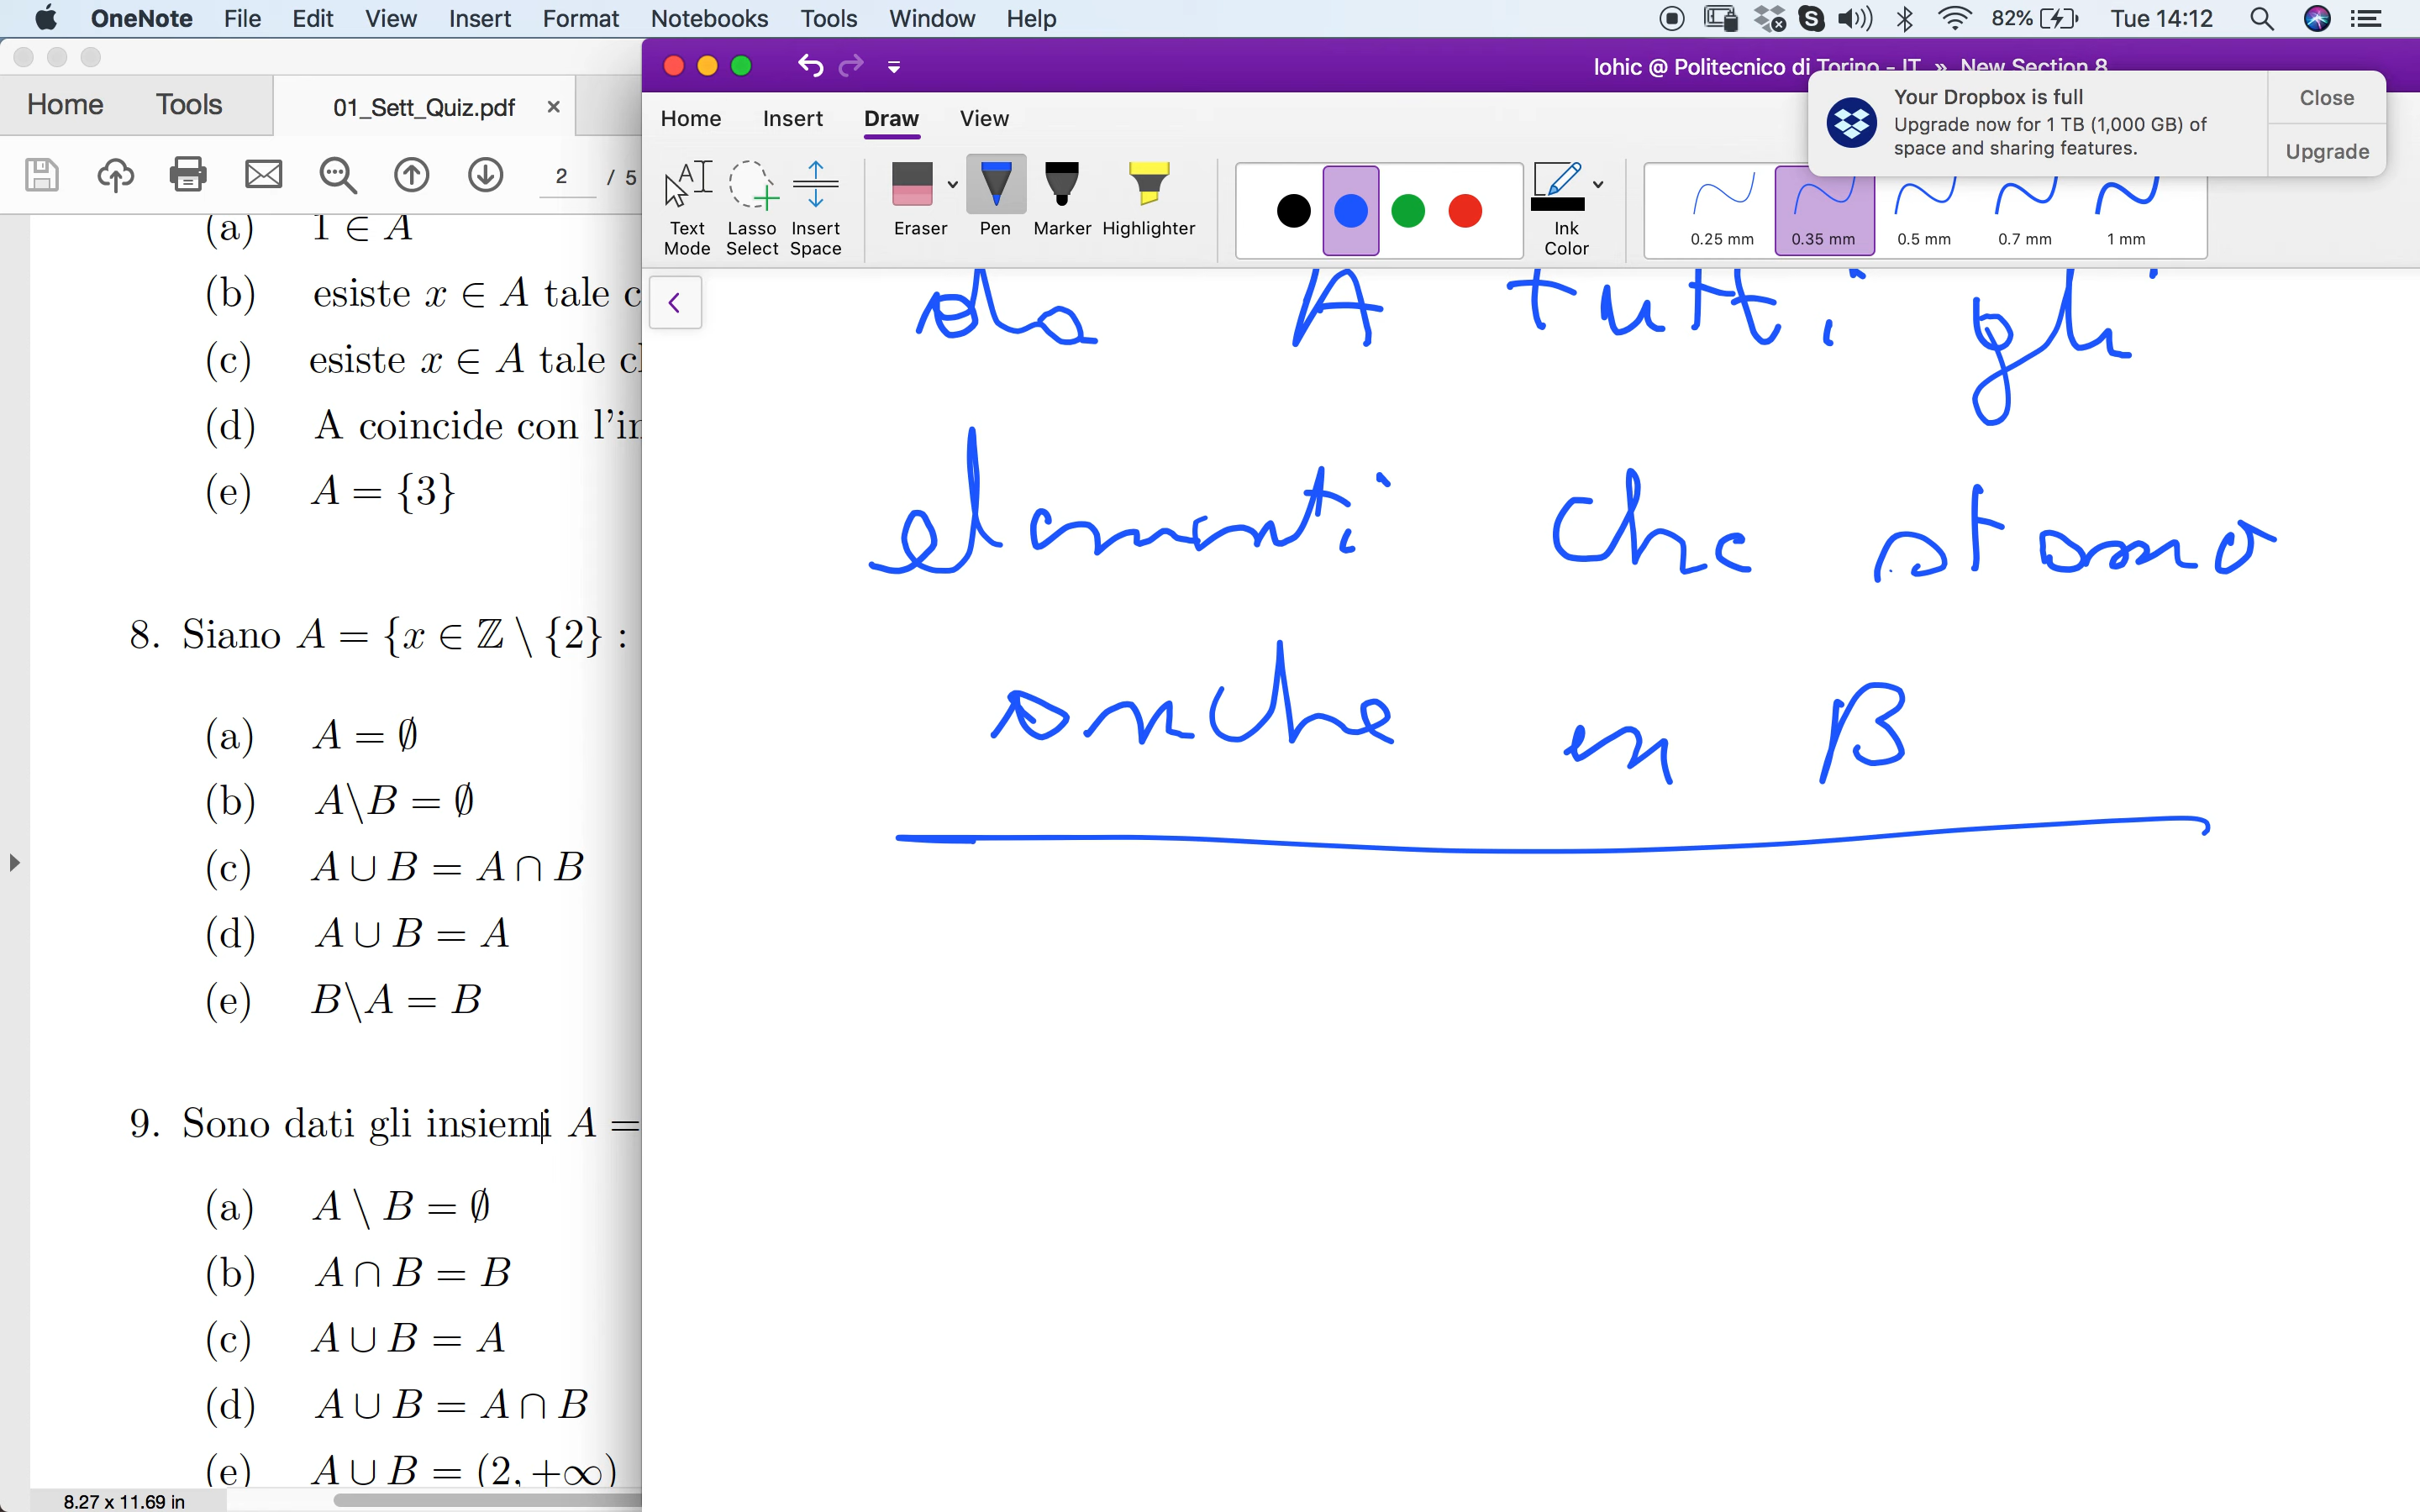 OneNote File Edit View Insert Format Notebooks Tools Window Help 82% Tue 14:12
Iohic @ Politecnico di Torino - IT » New Section 8
Your Dropbox is full
Upgrade now for 1 TB (1,000 GB) of
space and sharing features.
Close
Upgrade
Home Tools 01_Sett_Quiz.pdf ×
2 / 5
Home Insert Draw View
Text Mode
Lasso Select
Insert Space
Eraser
Pen
Marker
Highlighter
Ink Color
0.25 mm 0.35 mm 0.5 mm 0.7 mm 1 mm
(a) 1 ∈ A
(b) esiste x ∈ A tale c
(c) esiste x ∈ A tale cl
(d) A coincide con l'in
(e) A = {3}
8. Siano A = {x ∈ ℤ \ {2} :
(a) A = ∅
(b) A\B = ∅
(c) A ∪ B = A ∩ B
(d) A ∪ B = A
(e) B\A = B
9. Sono dati gli insiemi A =
(a) A \ B = ∅
(b) A ∩ B = B
(c) A ∪ B = A
(d) A ∪ B = A ∩ B
(e) A ∪ B = (2, +∞)
8.27 x 11.69 in
da A tutti gli
elementi che stanno
anche in B